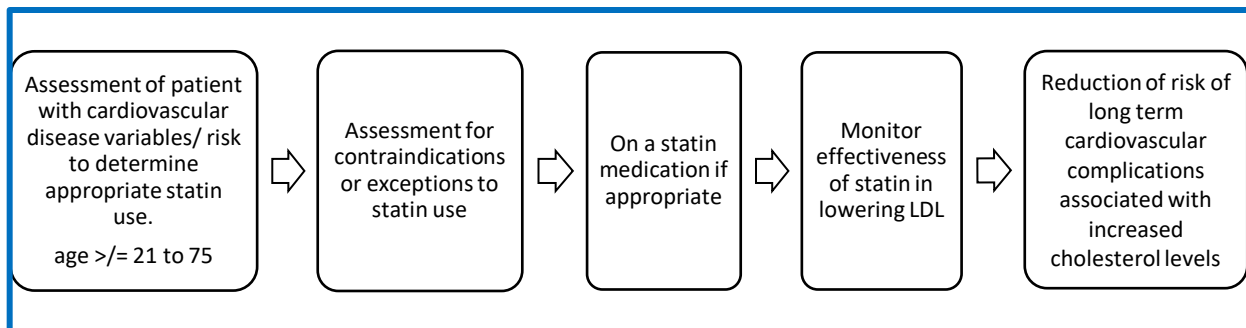 Assessment of patient
with cardiovascular
disease variables/ risk
to determine
appropriate statin
use.
age >/= 21 to 75
Assessment for
contraindications
or exceptions to
statin use
On a statin
medication if
appropriate
Monitor
effectiveness
of statin in
lowering LDL
Reduction of risk of
long term
cardiovascular
complications
associated with
increased
cholesterol levels